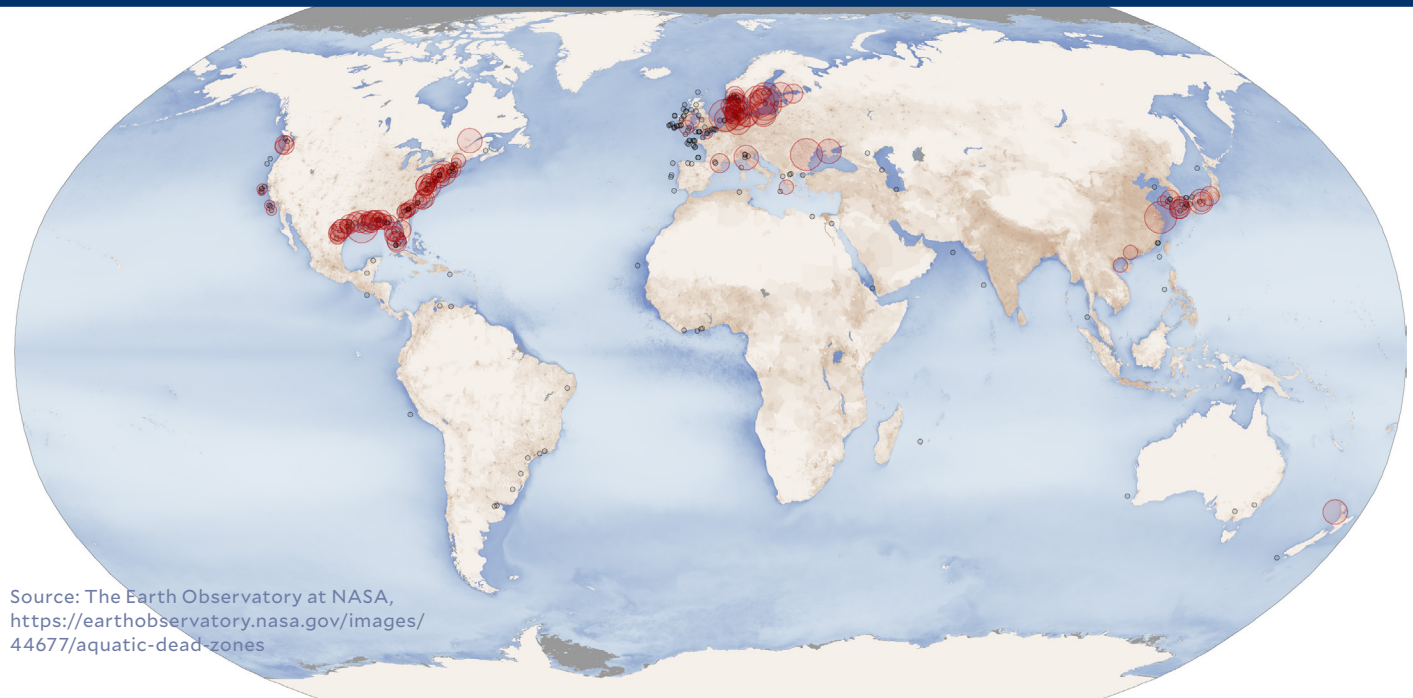 Source: The Earth Observatory at NASA,
https://earthobservatory.nasa.gov/images/
44677/aquatic-dead-zones